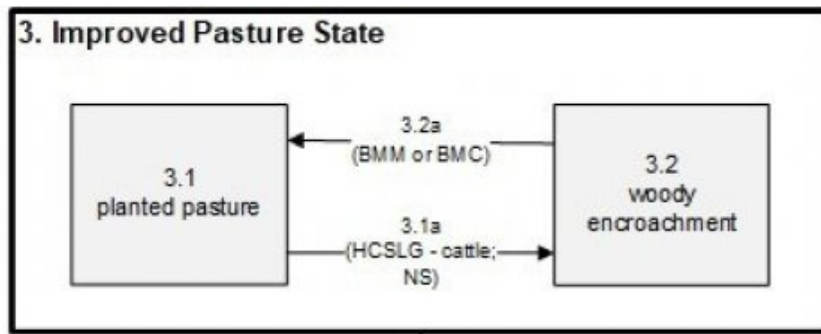 3. Improved Pasture State
3.1
planted pasture
3.2a
(BMM or BMC)
3.1a
(HCSLG - cattle;
NS)
3.2
woody
encroachment